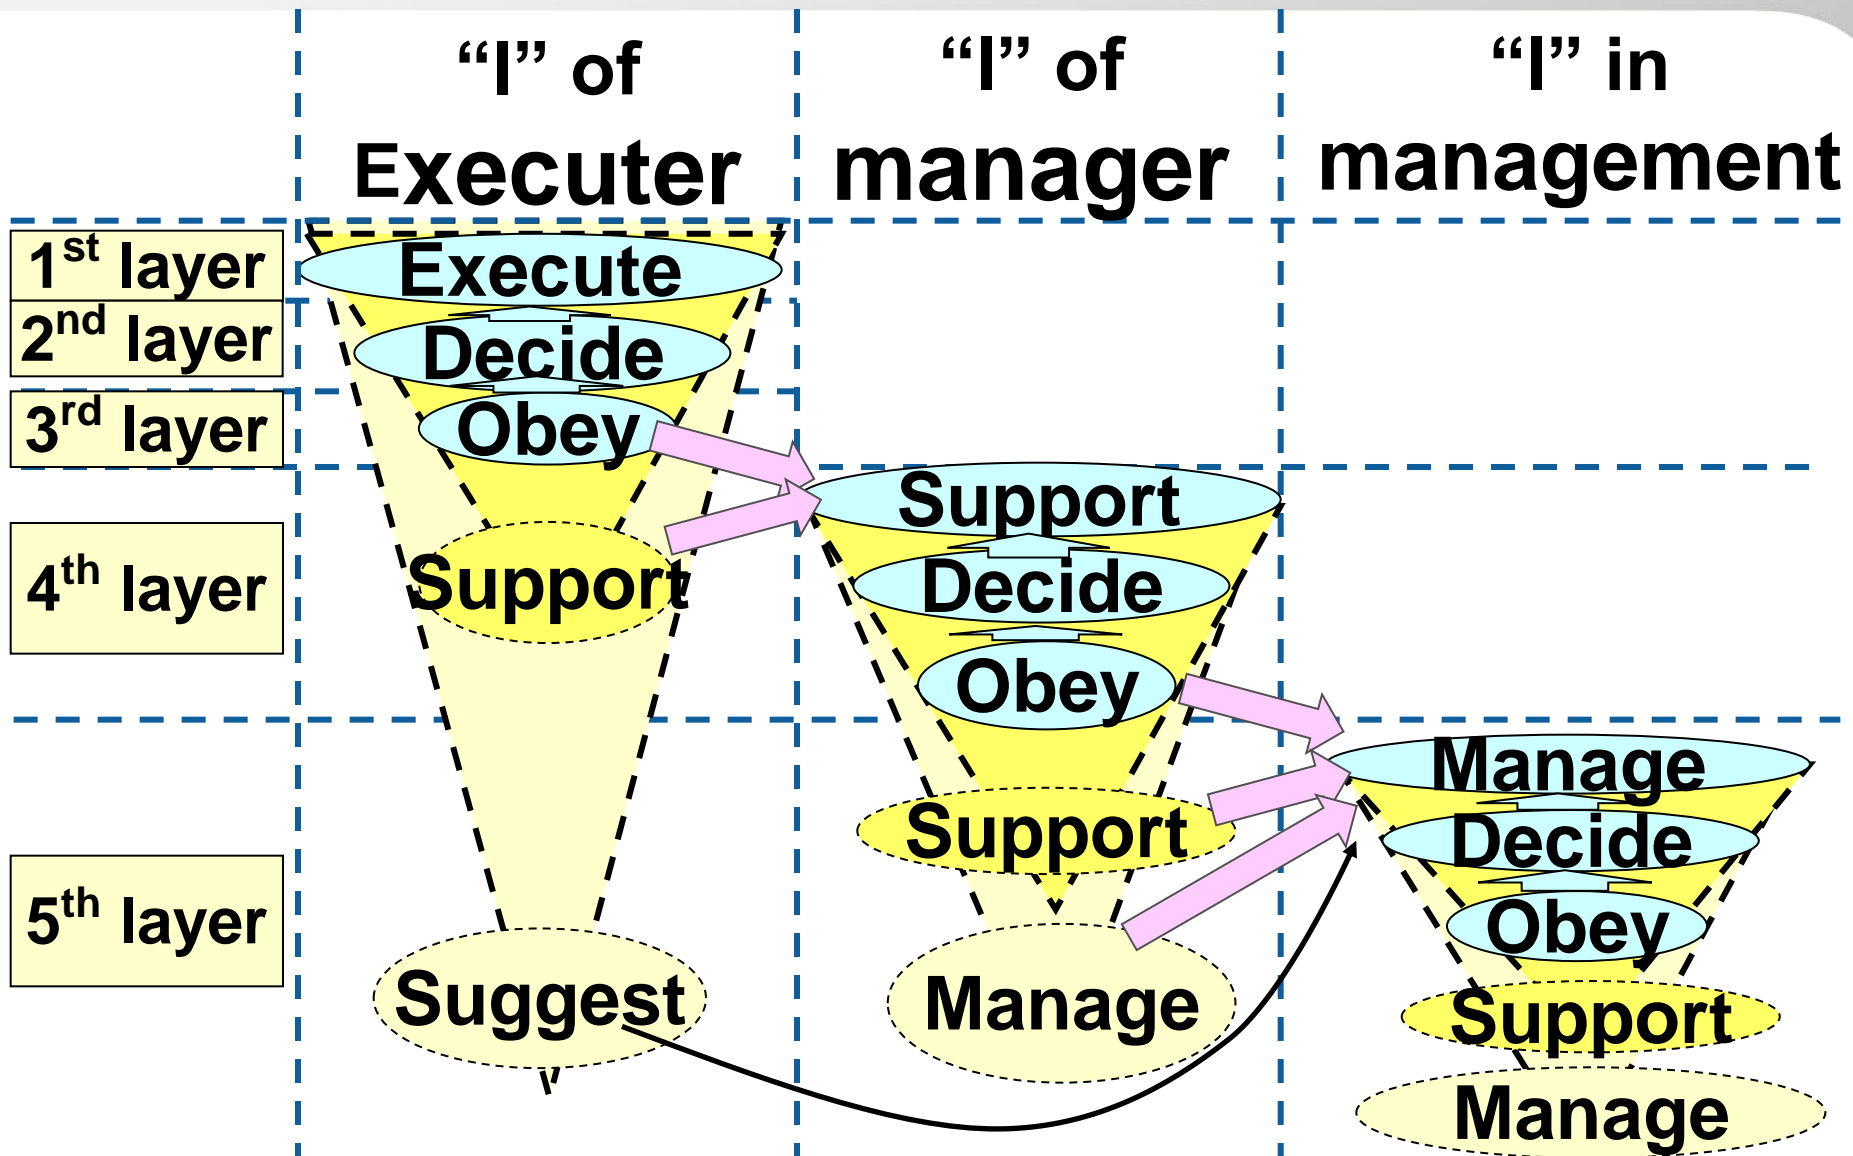 “I” of
Executer
“I” of
manager
“I” in
management
1st layer
2nd layer
3rd layer
4th layer
5th layer
Execute
Decide
Obey
Support
Suggest
Support
Decide
Obey
Support
Manage
Manage
Decide
Obey
Support
Manage